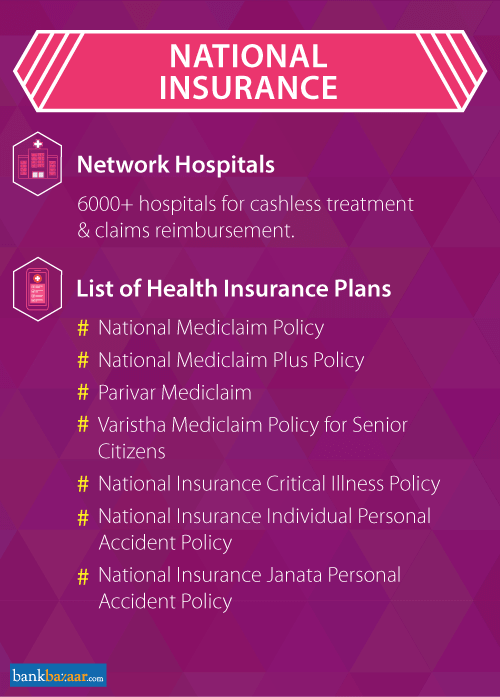 NATIONAL
INSURANCE
Network Hospitals
6000+ hospitals for cashless treatment
& claims reimbursement.
List of Health Insurance Plans
# National Mediclaim Policy
# National Mediclaim Plus Policy
# Parivar Mediclaim
# Varistha Mediclaim Policy for Senior
Citizens
# National Insurance Critical Illness Policy
# National Insurance Individual Personal
Accident Policy
# National Insurance Janata Personal
Accident Policy
bankbazaar.com